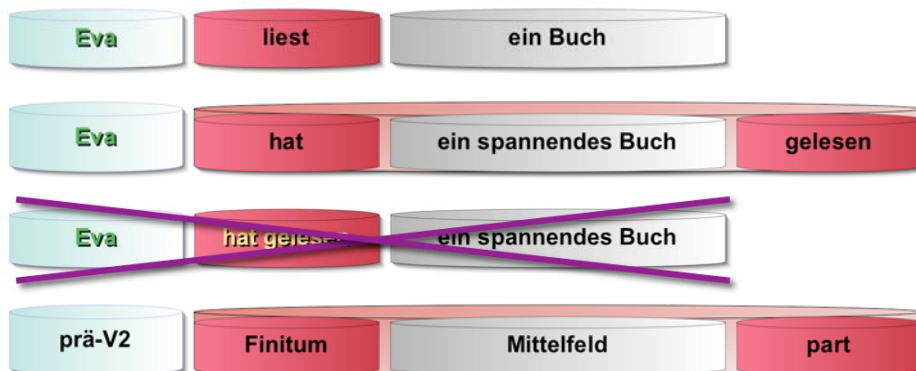 Eva liest ein Buch
Eva hat ein spannendes Buch gelesen
Eva hat gelesen ein spannendes Buch
prä-V2 Finitum Mittelfeld part